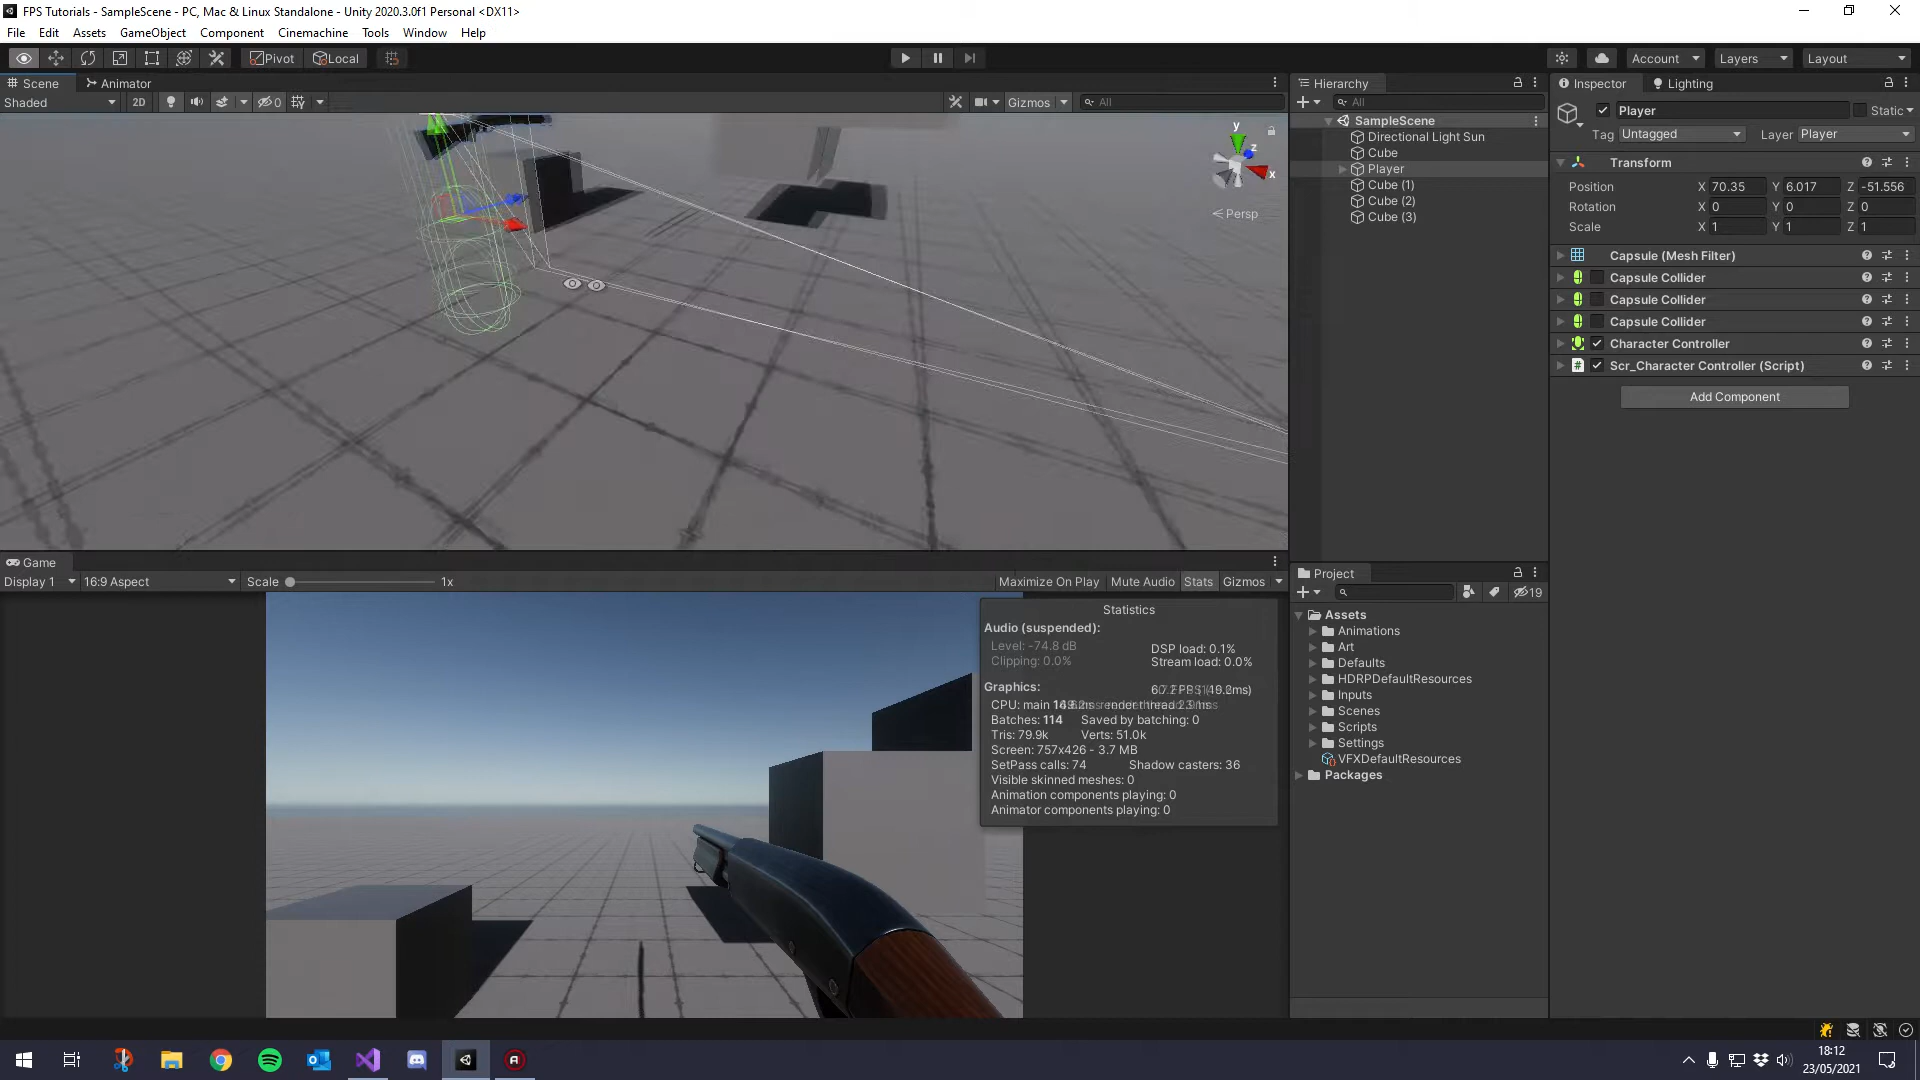 FPS Tutorials - SampleScene - PC, Mac & Linux Standalone - Unity 2020.3.0f1 Personal <DX11>
File Edit Assets GameObject Component Cinemachine Tools Window Help
Pivot Local
Account Layers Layout
Scene Animator
Shaded 2D 0 Gizmos All
y z x
Persp
Hierarchy
All
SampleScene
Directional Light Sun
Cube
Player
Cube (1)
Cube (2)
Cube (3)
Inspector Lighting
Player Static
Tag Untagged Layer Player
Transform
Position X 70.35 Y 6.017 Z -51.556
Rotation X 0 Y 0 Z 0
Scale X 1 Y 1 Z 1
Capsule (Mesh Filter)
Capsule Collider
Capsule Collider
Capsule Collider
Character Controller
Scr_Character Controller (Script)
Add Component
Game
Display 1 16:9 Aspect Scale 1x Maximize On Play Mute Audio Stats Gizmos
Statistics
Audio (suspended):
Level: -74.8 dB DSP load: 0.1%
Clipping: 0.0% Stream load: 0.0%
Graphics:
CPU: main render thread
Batches: 114 Saved by batching: 0
Tris: 79.9k Verts: 51.0k
Screen: 757x426 - 3.7 MB
SetPass calls: 74 Shadow casters: 36
Visible skinned meshes: 0
Animation components playing: 0
Animator components playing: 0
Project
19
Assets
Animations
Art
Defaults
HDRPDefaultResources
Inputs
Scenes
Scripts
Settings
VFXDefaultResources
Packages
18:12
23/05/2021